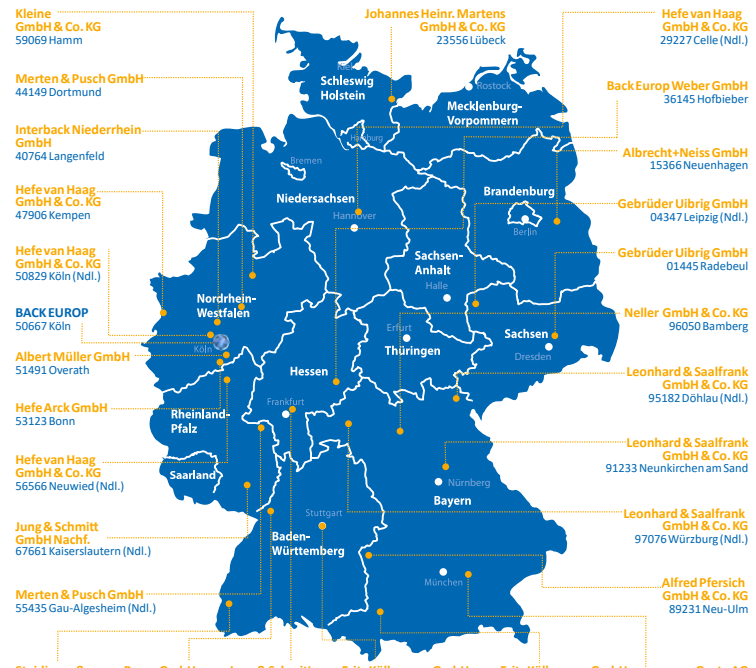 Kleine
GmbH & Co. KG
59069 Hamm
Merten & Pusch GmbH
44149 Dortmund
Interback Niederrhein
GmbH
40764 Langenfeld
Hefe van Haag
GmbH & Co. KG
47906 Kempen
Hefe van Haag
GmbH & Co. KG
50829 Köln (Ndl.)
BACK EUROP
50667 Köln
Albert Müller GmbH
51491 Overath
Hefe Arck GmbH
53123 Bonn
Hefe van Haag
GmbH & Co. KG
56566 Neuwied (Ndl.)
Jung & Schmitt
GmbH Nachf.
67661 Kaiserslautern (Ndl.)
Merten & Pusch GmbH
55435 Gau-Algesheim (Ndl.)
Johannes Heinr. Martens
GmbH & Co. KG
23556 Lübeck
Kiel
Schleswig
Holstein
Rostock
Mecklenburg-
Vorpommern
Hamburg
Bremen
Niedersachsen
Hannover
Brandenburg
Berlin
Sachsen-
Anhalt
Halle
Nordrhein-
Westfalen
Köln
Erfurt
Thüringen
Sachsen
Dresden
Hessen
Frankfurt
Rheinland-
Pfalz
Saarland
Nürnberg
Bayern
Stuttgart
Baden-
Württemberg
München
Hefe van Haag
GmbH & Co. KG
29227 Celle (Ndl.)
Back Europ Weber GmbH
36145 Hofbieber
Albrecht+Neiss GmbH
15366 Neuenhagen
Gebrüder Uibrig GmbH
04347 Leipzig (Ndl.)
Gebrüder Uibrig GmbH
01445 Radebeul
Neller GmbH & Co. KG
96050 Bamberg
Leonhard & Saalfrank
GmbH & Co. KG
95182 Döhlau (Ndl.)
Leonhard & Saalfrank
GmbH & Co. KG
91233 Neunkirchen am Sand
Leonhard & Saalfrank
GmbH & Co. KG
97076 Würzburg (Ndl.)
Alfred Pfersich
GmbH & Co. KG
89231 Neu-Ulm